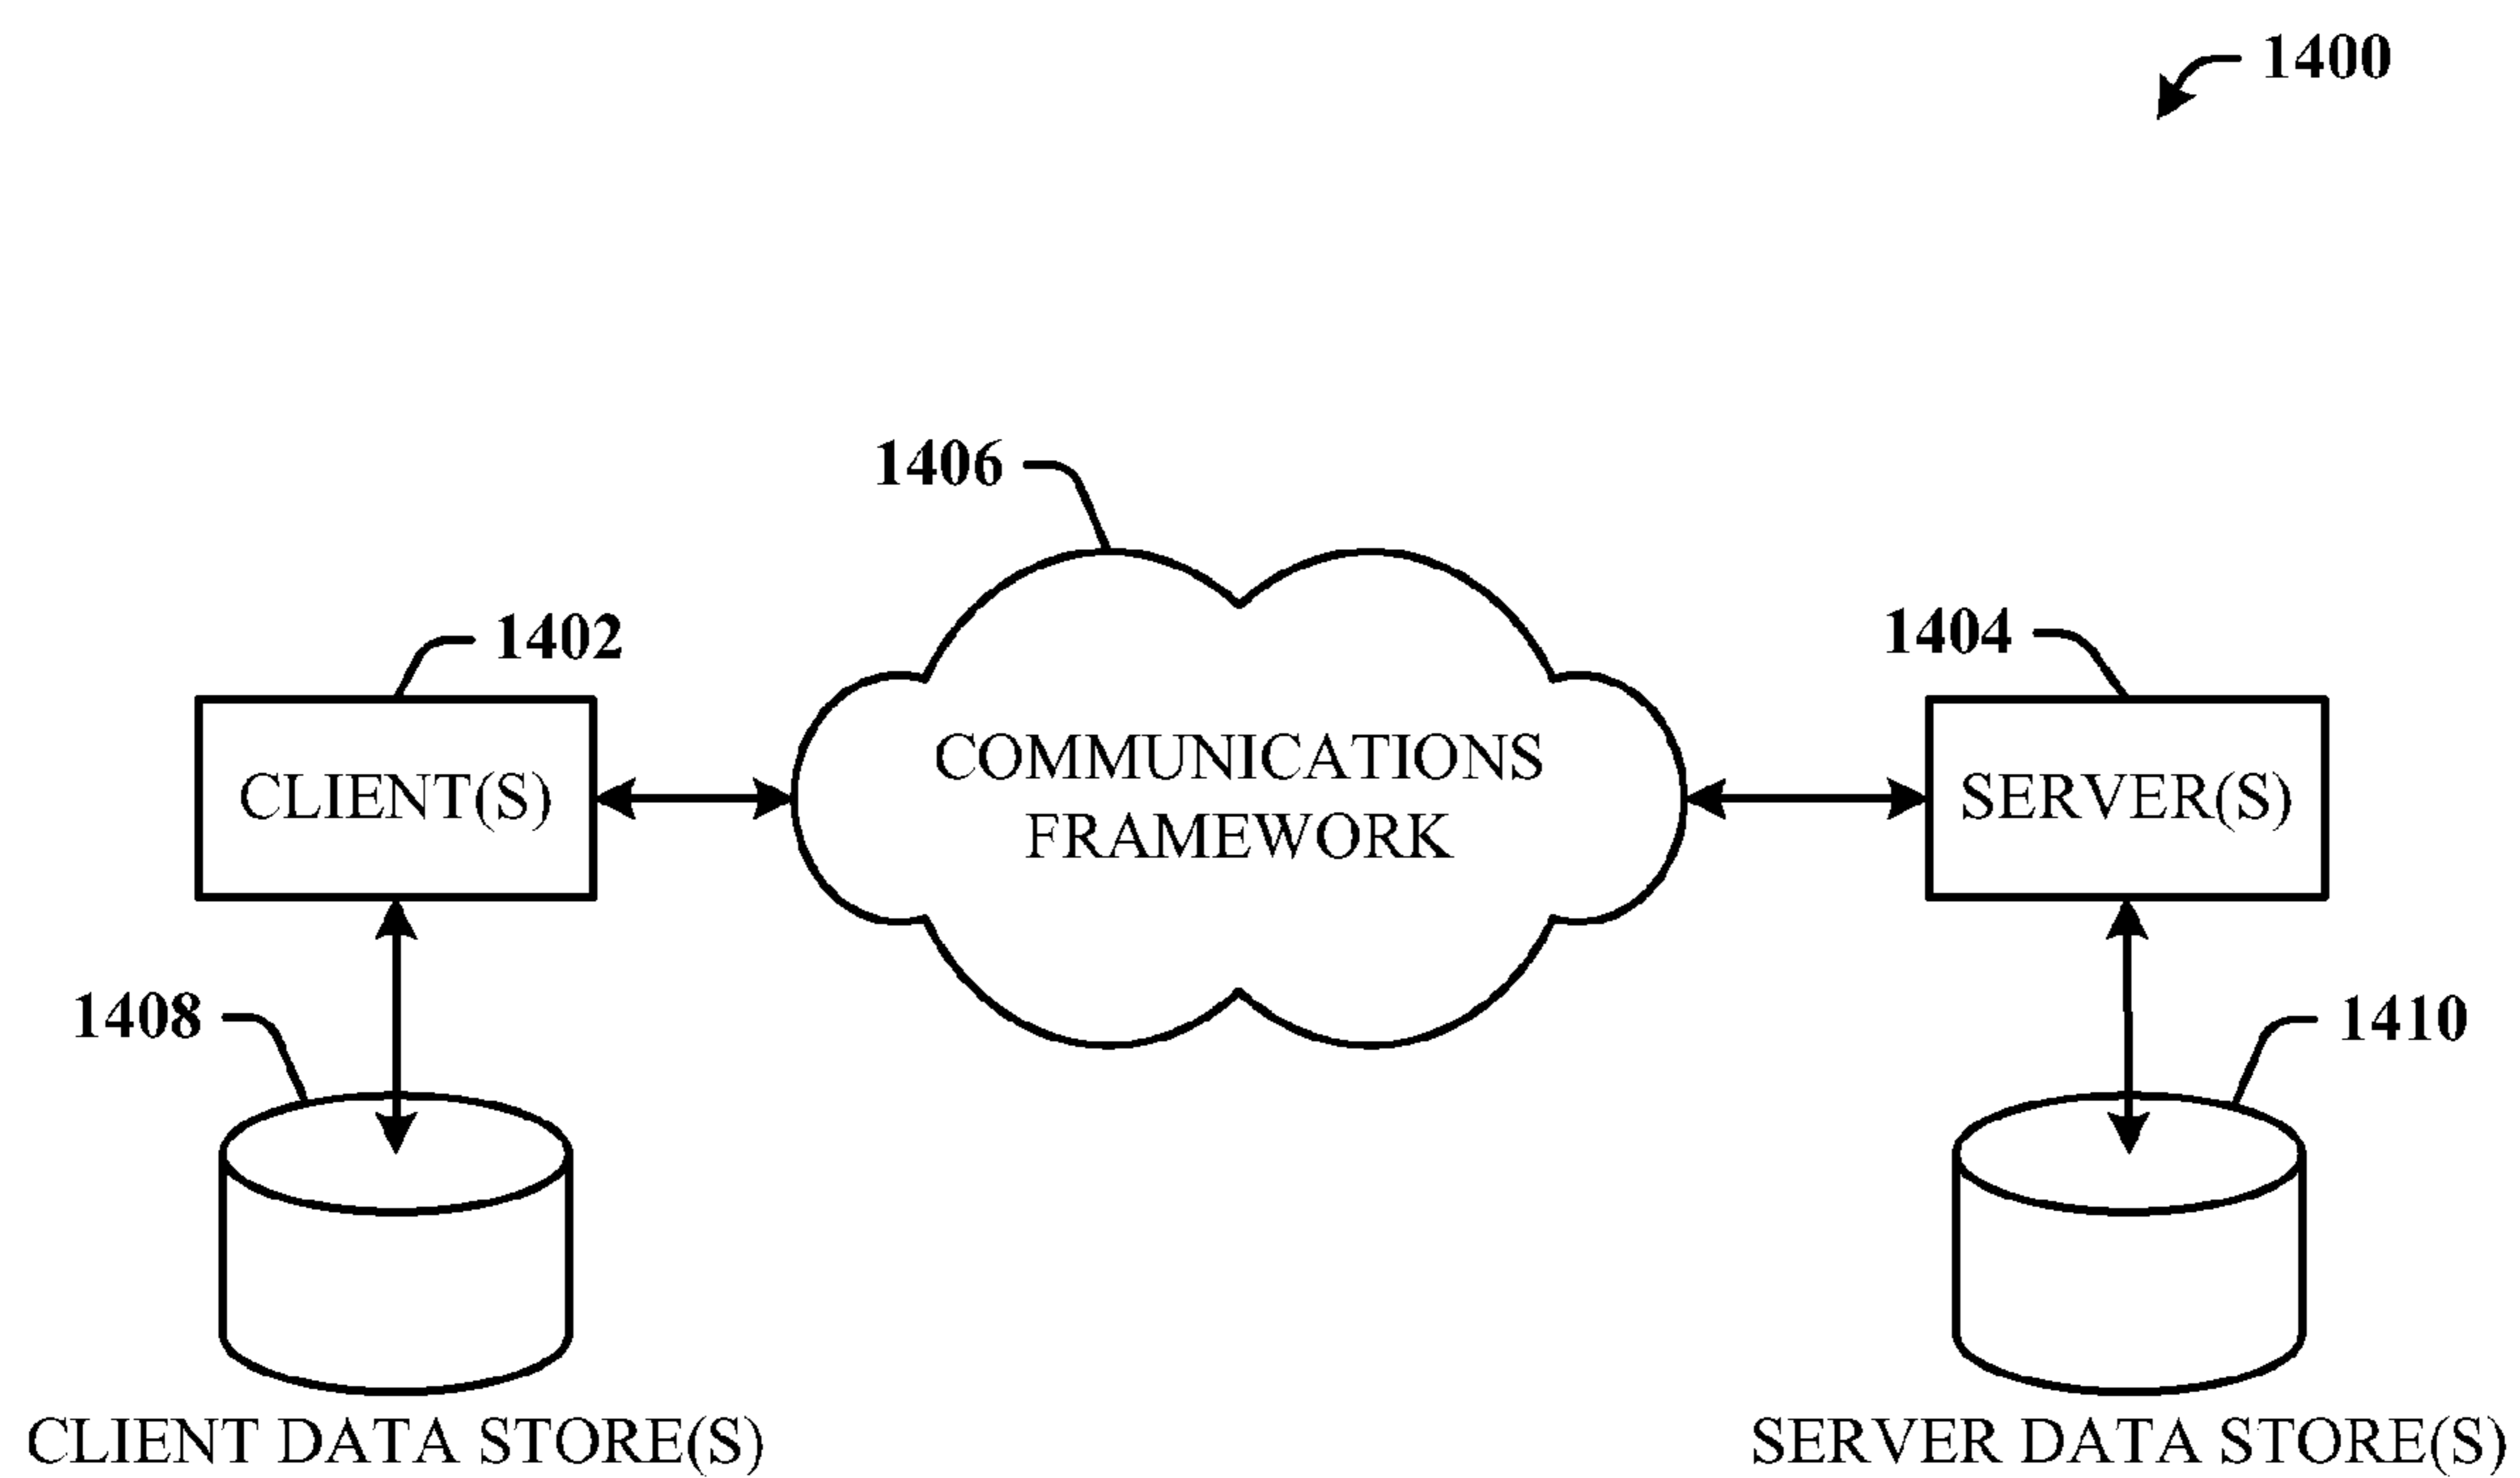 1400
1406
1402
1404
COMMUNICATIONS
FRAMEWORK
CLIENT(S)
SERVER(S)
1408
1410
CLIENT DATA STORE(S)
SERVER DATA STORE(S)